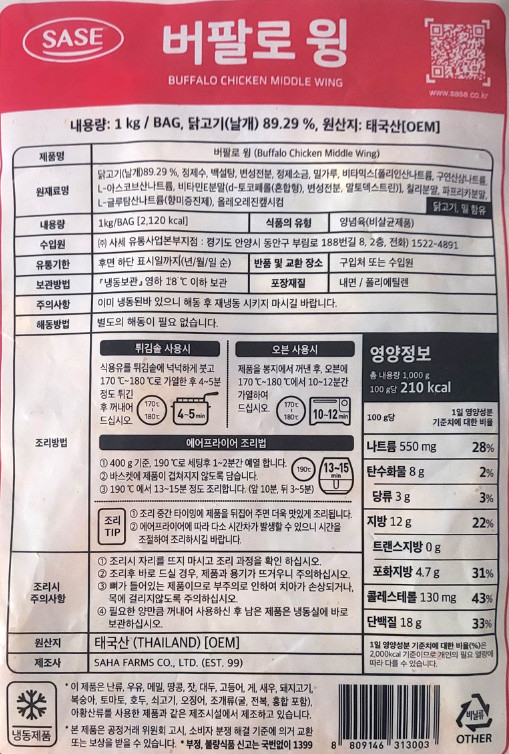 SASE
버팔로 윙
BUFFALO CHICKEN MIDDLE WING
www.sase.co.kr
내용량: 1 kg / BAG, 닭고기(날개) 89.29 %, 원산지: 태국산[OEM]
제품명 버팔로 윙 (Buffalo Chicken Middle Wing)
원재료명 닭고기(날개)89.29 %, 정제수, 백설탕, 변성전분, 정제소금, 밀가루, 비타믹스[폴리인산나트륨, 구연산삼나트륨,
L-아스코브산나트륨, 비타민E분말(d-토코페롤(혼합형), 변성전분, 말토덱스트린)], 칠리분말, 파프리카분말,
L-글루탐산나트륨(향미증진제), 올레오레진캡시컴
닭고기, 밀 함유
내용량 1kg/BAG [2,120 kcal] 식품의 유형 양념육(비살균제품)
수입원 ㈜ 사세 유통사업본부지점 : 경기도 안양시 동안구 부림로 188번길 8, 2층, 전화) 1522-4891
유통기한 후면 하단 표시일까지(년/월/일 순) 반품 및 교환 장소 구입처 또는 수입원
보관방법 「냉동보관」 영하 18 ℃ 이하 보관 포장재질 내면 / 폴리에틸렌
주의사항 이미 냉동된바 있으니 해동 후 재냉동 시키지 마시길 바랍니다.
해동방법 별도의 해동이 필요 없습니다.
조리방법
튀김솥 사용시
식용유를 튀김솥에 넉넉하게 붓고
170 ℃~180 ℃로 가열한 후 4~5분
정도 튀긴
후 꺼내어
드십시오.
170℃
~
180℃
4~5 min
오븐 사용시
제품을 봉지에서 꺼낸 후, 오븐에
170 ℃~180 ℃에서 10~12분간
가열하여
드십시오.
170℃
~
180℃
10~12 min
에어프라이어 조리법
① 400 g 기준, 190 ℃로 세팅후 1~2분간 예열 합니다.
② 바스켓에 제품이 겹쳐지지 않도록 담습니다.
③ 190 ℃ 에서 13~15분 정도 조리합니다. (앞 10분, 뒤 3~5분)
190℃
13~15
min
조리
TIP
① 조리 중간 타이밍에 제품을 뒤집어 주면 더욱 맛있게 조리됩니다.
② 에어프라이어에 따라 다소 시간차가 발생할 수 있으니 시간을
조절하여 조리하시길 바랍니다.
조리시
주의사항
① 조리시 자리를 뜨지 마시고 조리 과정을 확인 하십시오.
② 조리후 바로 드실 경우, 제품과 용기가 뜨거우니 주의하십시오.
③ 뼈가 들어있는 제품이므로 부주의로 인하여 치아가 손상되거나,
목에 걸리지않도록 주의하십시오.
④ 필요한 양만큼 꺼내어 사용하신 후 남은 제품은 냉동실에 바로
보관하십시오.
원산지 태국산 (THAILAND) [OEM]
제조사 SAHA FARMS CO., LTD. (EST. 99)
영양정보
총 내용량 1,000 g
100 g당 210 kcal
100 g당 1일 영양성분
기준치에 대한 비율
나트륨 550 mg 28%
탄수화물 8 g 2%
당류 3 g 3%
지방 12 g 22%
트랜스지방 0 g
포화지방 4.7 g 31%
콜레스테롤 130 mg 43%
단백질 18 g 33%
1일 영양성분 기준치에 대한 비율(%)은
2,000kcal 기준이므로 개인의 필요 열량에
따라 다를 수 있습니다.
냉동제품
* 이 제품은 난류, 우유, 메밀, 땅콩, 잣, 대두, 고등어, 게, 새우, 돼지고기,
복숭아, 토마토, 호두, 쇠고기, 오징어, 조개류(굴, 전복, 홍합 포함),
아황산류를 사용한 제품과 같은 제조시설에서 제조하고 있습니다.
* 본 제품은 공정거래 위원회 고시, 소비자 분쟁 해결 기준에 의거 교환
또는 보상을 받을 수 있습니다. * 부정, 불량식품 신고는 국번없이 1399
8 809146 313003
비닐류
OTHER